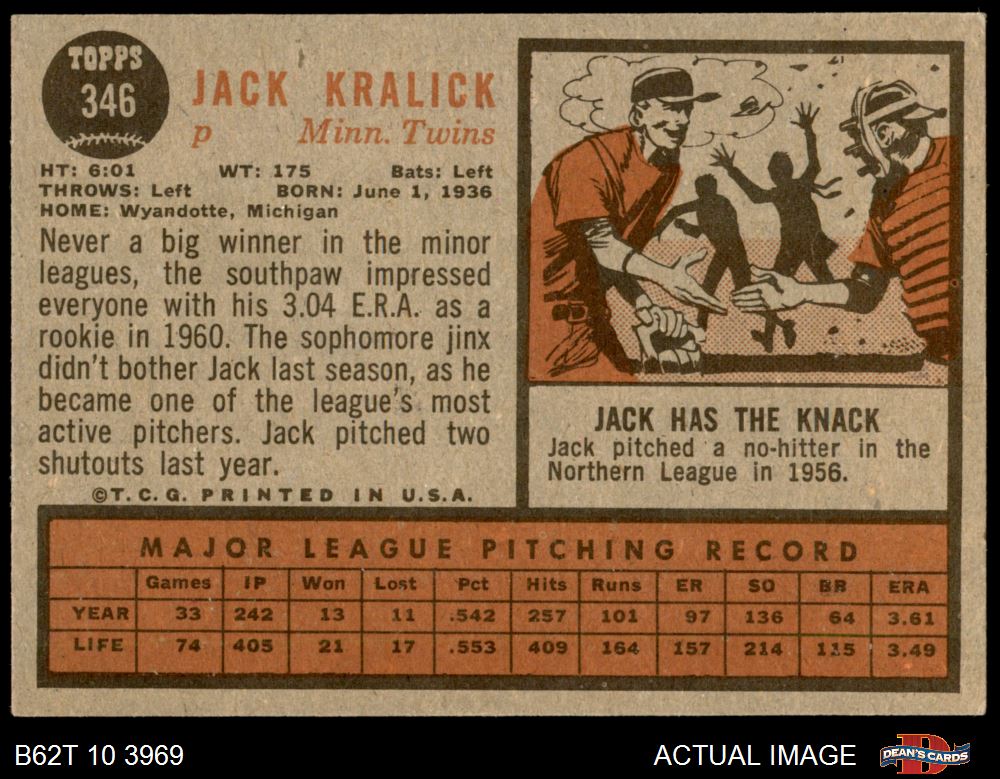 TOPPS
346
JACK KRALICK
p Minn. Twins
HT: 6:01 WT: 175 Bats: Left
THROWS: Left BORN: June 1, 1936
HOME: Wyandotte, Michigan
Never a big winner in the minor
leagues, the southpaw impressed
everyone with his 3.04 E.R.A. as a
rookie in 1960. The sophomore jinx
didn't bother Jack last season, as he
became one of the league's most
active pitchers. Jack pitched two
shutouts last year.
©T.C.G. PRINTED IN U.S.A.
JACK HAS THE KNACK
Jack pitched a no-hitter in the
Northern League in 1956.
MAJOR LEAGUE PITCHING RECORD
Games IP Won Lost Pct Hits Runs ER SO BB ERA
YEAR 33 242 13 11 .542 257 101 97 136 64 3.61
LIFE 74 405 21 17 .553 409 164 157 214 115 3.49
B62T 10 3969 ACTUAL IMAGE DEAN'S CARDS